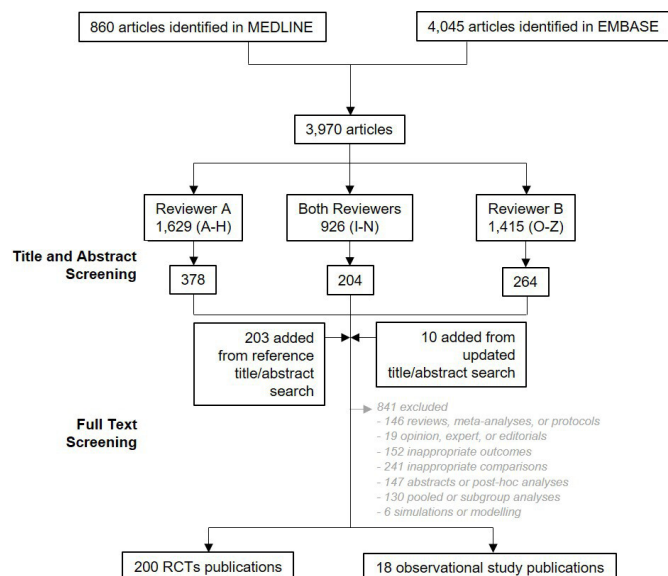 860 articles identified in MEDLINE
4,045 articles identified in EMBASE
3,970 articles
Reviewer A
1,629 (A-H)
Both Reviewers
926 (I-N)
Reviewer B
1,415 (O-Z)
Title and Abstract
Screening
378
204
264
203 added
from reference
title/abstract
search
10 added from
updated
title/abstract search
Full Text
Screening
841 excluded
- 146 reviews, meta-analyses, or protocols
- 19 opinion, expert, or editorials
- 152 inappropriate outcomes
- 241 inappropriate comparisons
- 147 abstracts or post-hoc analyses
- 130 pooled or subgroup analyses
- 6 simulations or modelling
200 RCTs publications
18 observational study publications